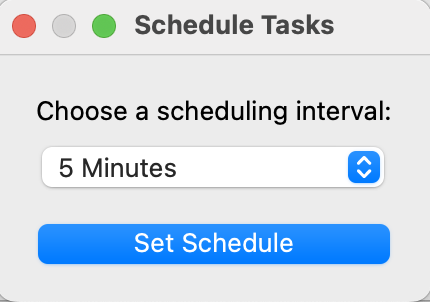 Schedule Tasks
Choose a scheduling interval:
5 Minutes
Set Schedule